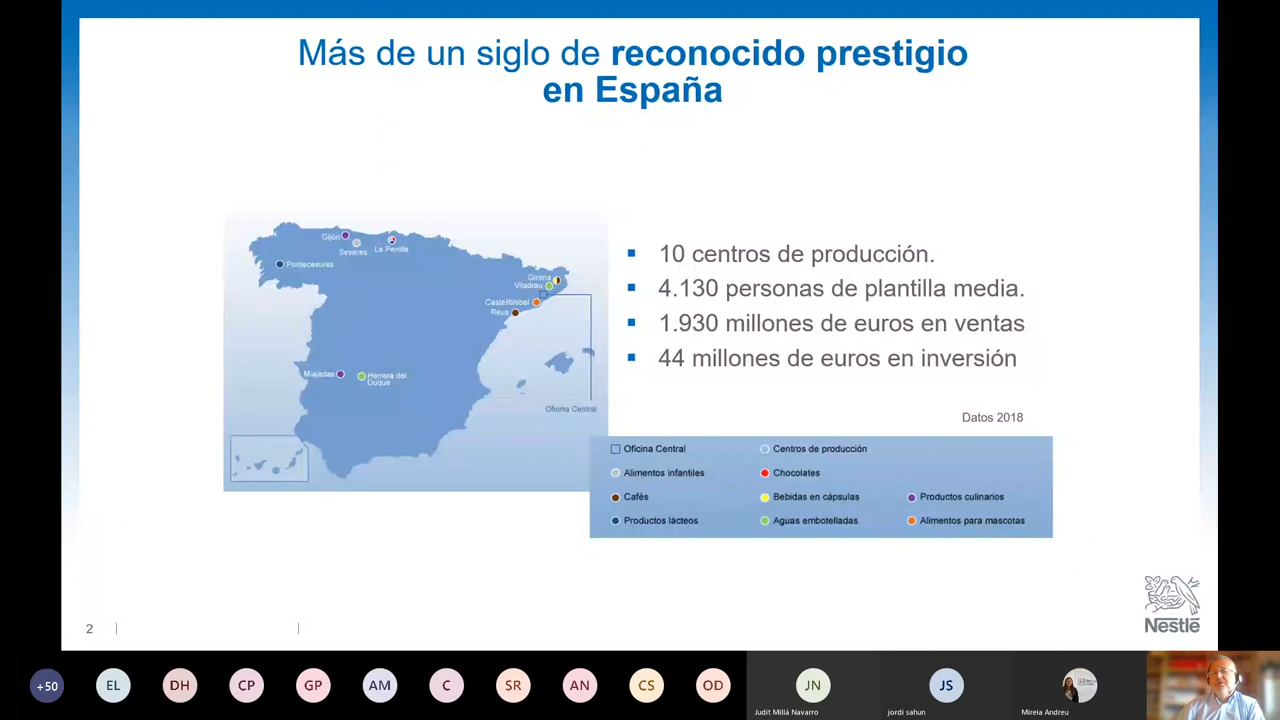 Más de un siglo de reconocido prestigio
en España
Gijón
Sevares
La Penilla
Pontecesures
Girona
Viladrau
Castellbisbal
Reus
Miajadas
Herrera del
Duque
Oficina Central
10 centros de producción.
4.130 personas de plantilla media.
1.930 millones de euros en ventas
44 millones de euros en inversión
Datos 2018
Oficina Central
Centros de producción
Alimentos infantiles
Chocolates
Cafés
Bebidas en cápsulas
Productos culinarios
Productos lácteos
Aguas embotelladas
Alimentos para mascotas
Nestlé
2
+50
EL
DH
CP
GP
AM
C
SR
AN
CS
OD
JN
JS
Judit Millà Navarro
jordi sahun
Mireia Andreu